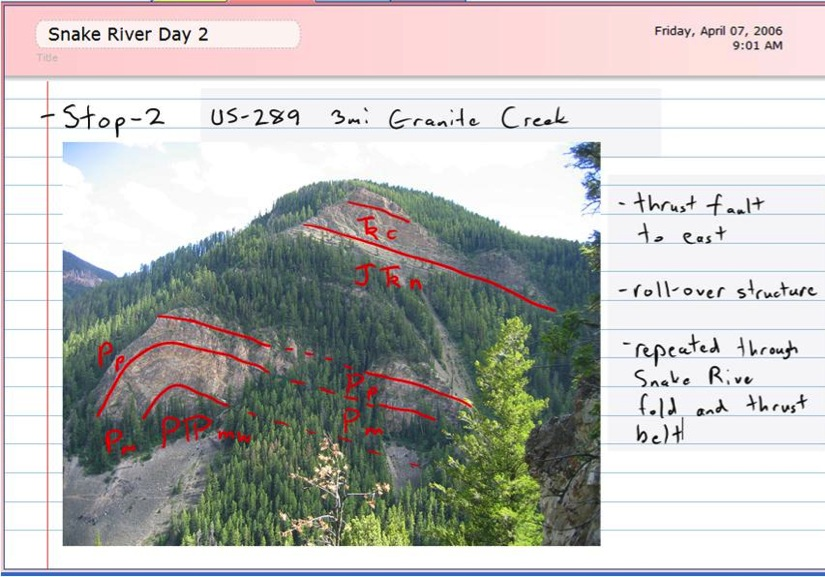 Snake River Day 2
Title
Friday, April 07, 2006
9:01 AM
- Stop-2 US-289 3mi Granite Creek
- thrust fault
to east
- roll-over structure
- repeated through
Snake Rive
fold and thrust
belt
Ƭc
JƬn
Pp
Pp
Pm
Pm
PIPmw